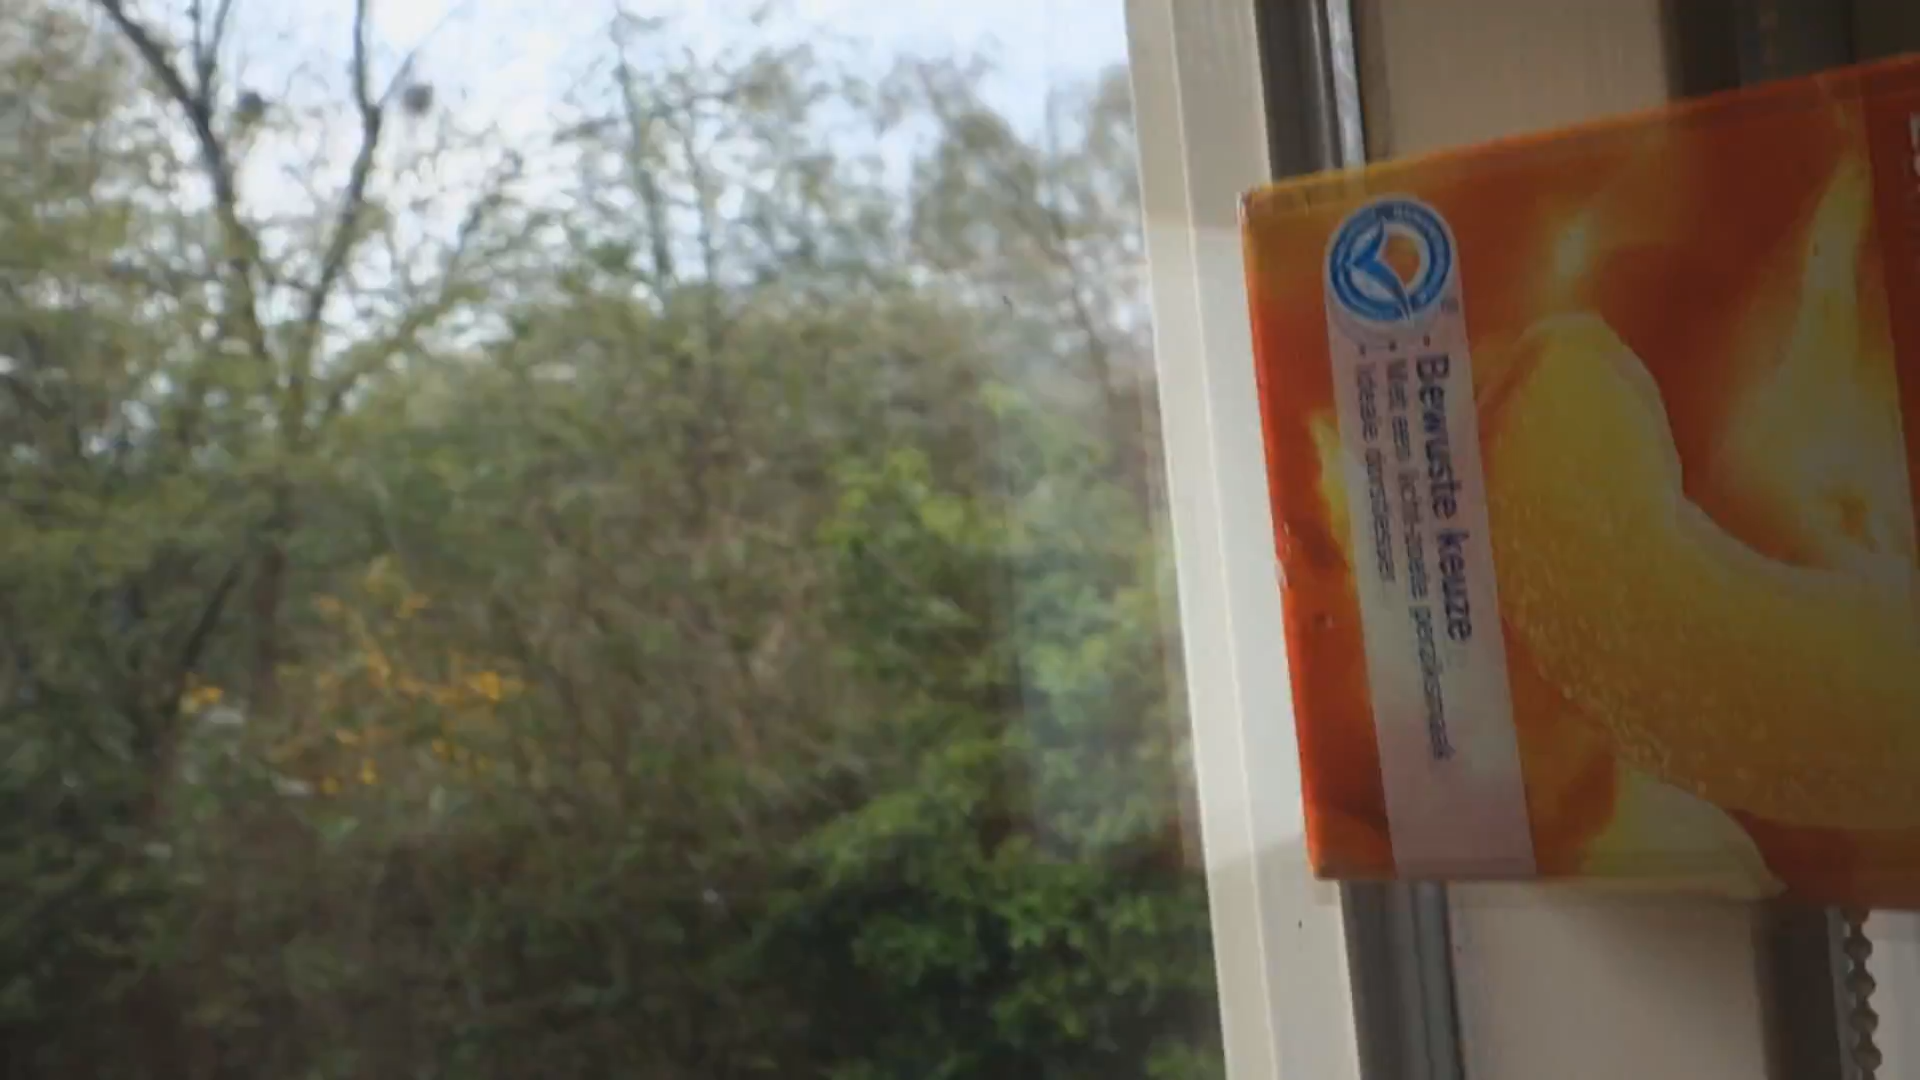 • Bewuste keuze
• Met een licht-zoete perziksmaak
• Ideale dorstlesser